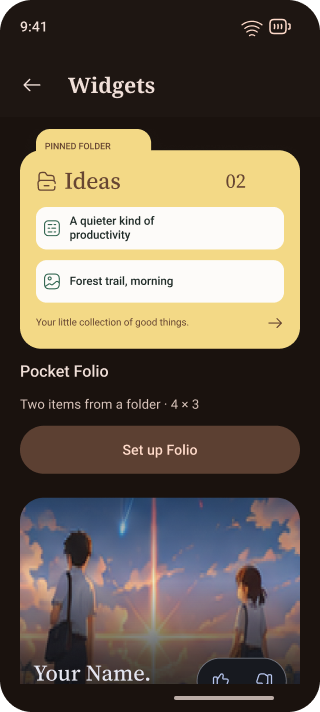 9:41
Widgets
PINNED FOLDER
Ideas 02
A quieter kind of
productivity
Forest trail, morning
Your little collection of good things.
Pocket Folio
Two items from a folder · 4 × 3
Set up Folio
Your Name.